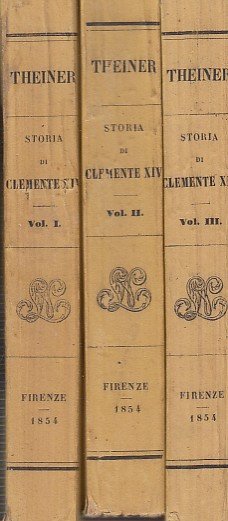 THEINER
STORIA
DI
CLEMENTE XIV
Vol. I.
FIRENZE
1854
THEINER
STORIA
DI
CLEMENTE XIV
Vol. II.
FIRENZE
1854
THEINER
STORIA
DI
CLEMENTE XI
Vol. III.
FIRENZE
1854